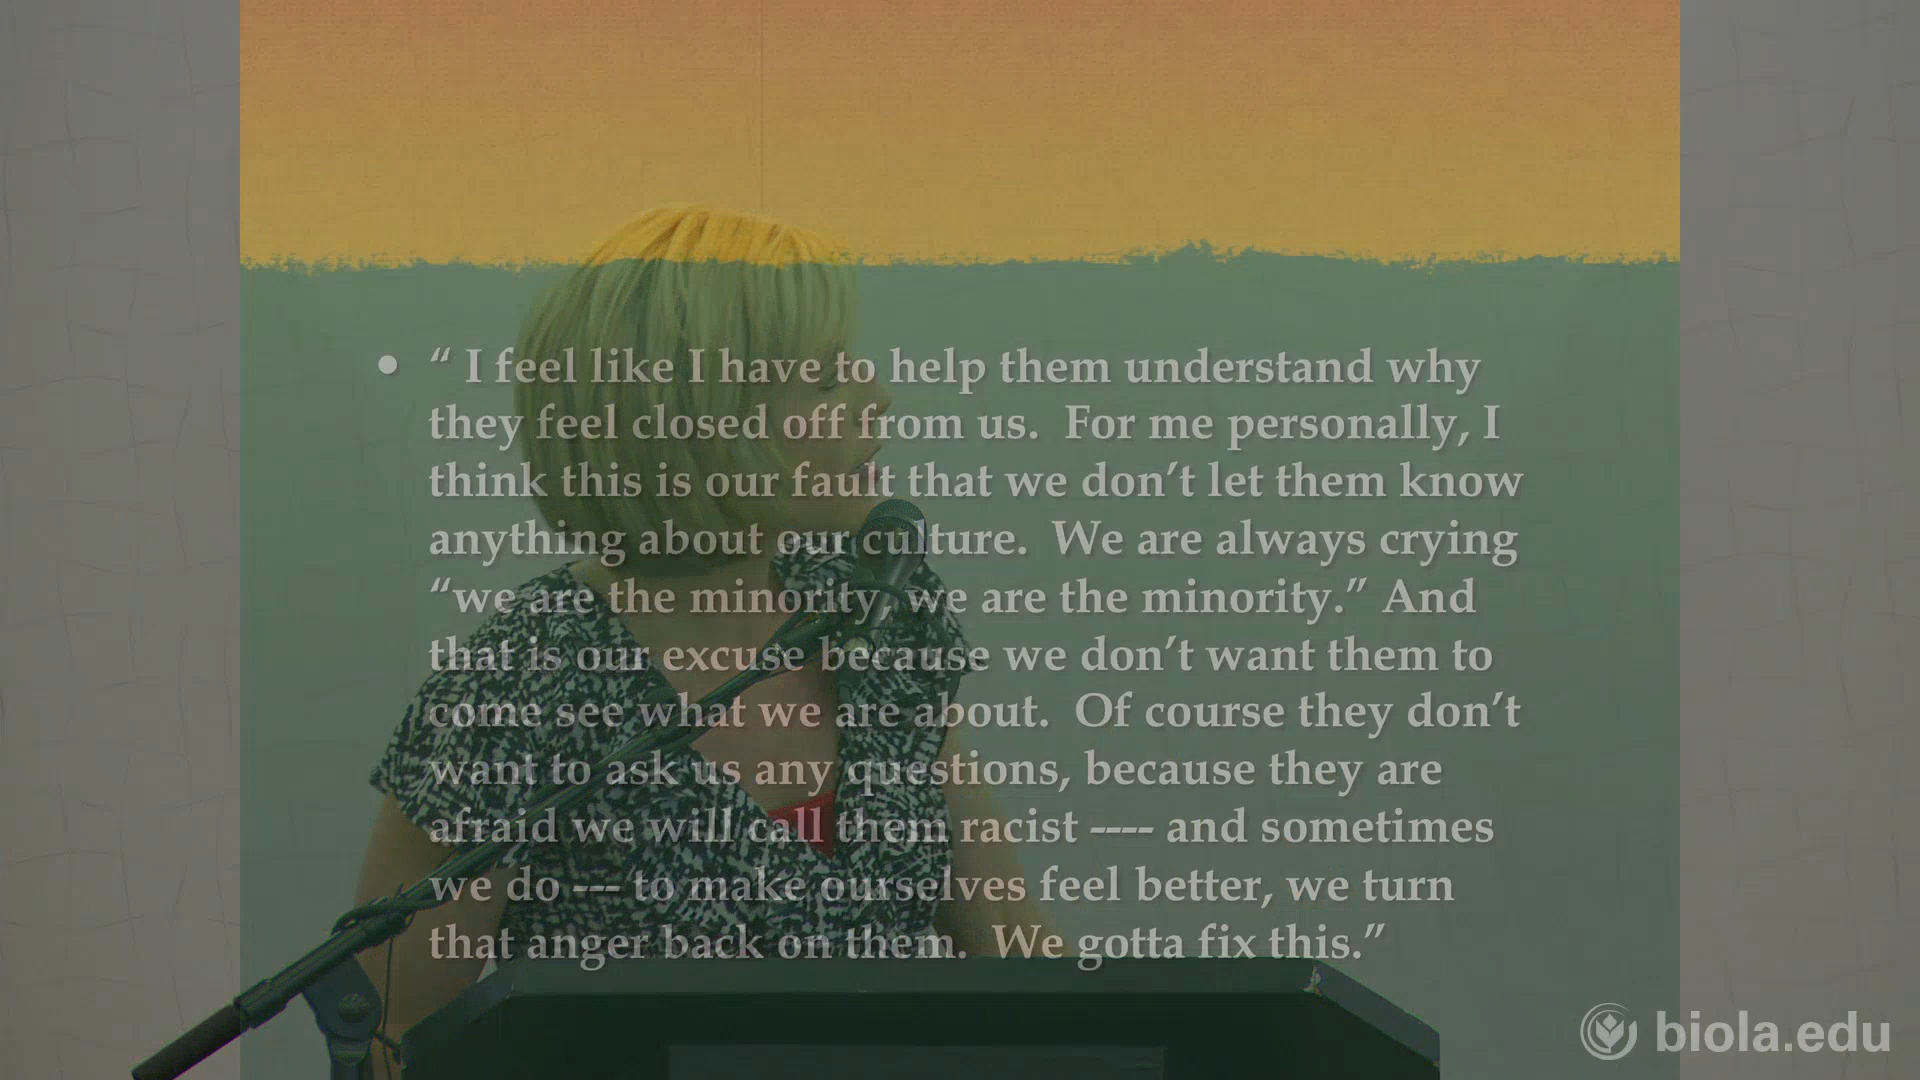 • “ I feel like I have to help them understand why
they feel closed off from us.  For me personally, I
think this is our fault that we don’t let them know
anything about our culture.  We are always crying
“we are the minority, we are the minority.” And
that is our excuse because we don’t want them to
come see what we are about.  Of course they don’t
want to ask us any questions, because they are
afraid we will call them racist ---- and sometimes
we do --- to make ourselves feel better, we turn
that anger back on them.  We gotta fix this.”
biola.edu